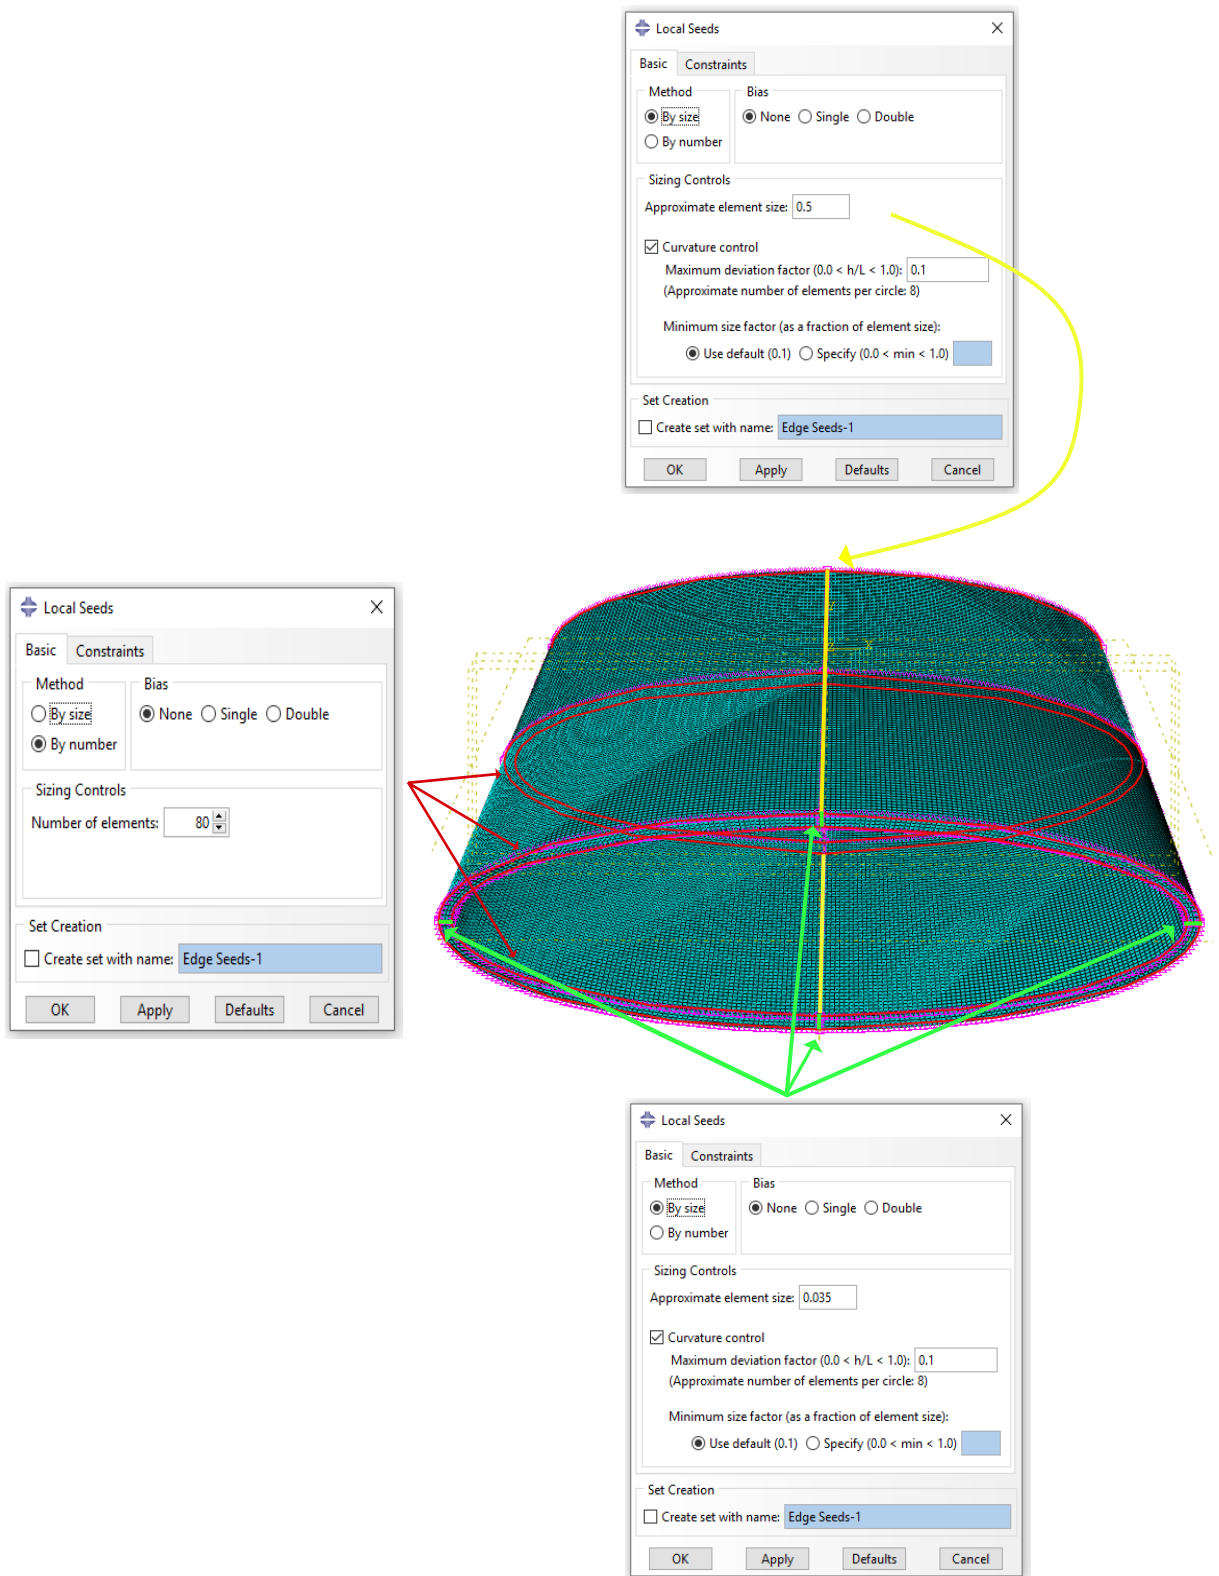 Local Seeds
Basic Constraints
Method Bias
By size None Single Double
By number
Sizing Controls
Approximate element size: 0.5
Curvature control
Maximum deviation factor (0.0 < h/L < 1.0): 0.1
(Approximate number of elements per circle: 8)
Minimum size factor (as a fraction of element size):
Use default (0.1) Specify (0.0 < min < 1.0)
Set Creation
Create set with name: Edge Seeds-1
OK Apply Defaults Cancel
Local Seeds
Basic Constraints
Method Bias
By size None Single Double
By number
Sizing Controls
Number of elements: 80
Set Creation
Create set with name: Edge Seeds-1
OK Apply Defaults Cancel
X
Local Seeds
Basic Constraints
Method Bias
By size None Single Double
By number
Sizing Controls
Approximate element size: 0.035
Curvature control
Maximum deviation factor (0.0 < h/L < 1.0): 0.1
(Approximate number of elements per circle: 8)
Minimum size factor (as a fraction of element size):
Use default (0.1) Specify (0.0 < min < 1.0)
Set Creation
Create set with name: Edge Seeds-1
OK Apply Defaults Cancel